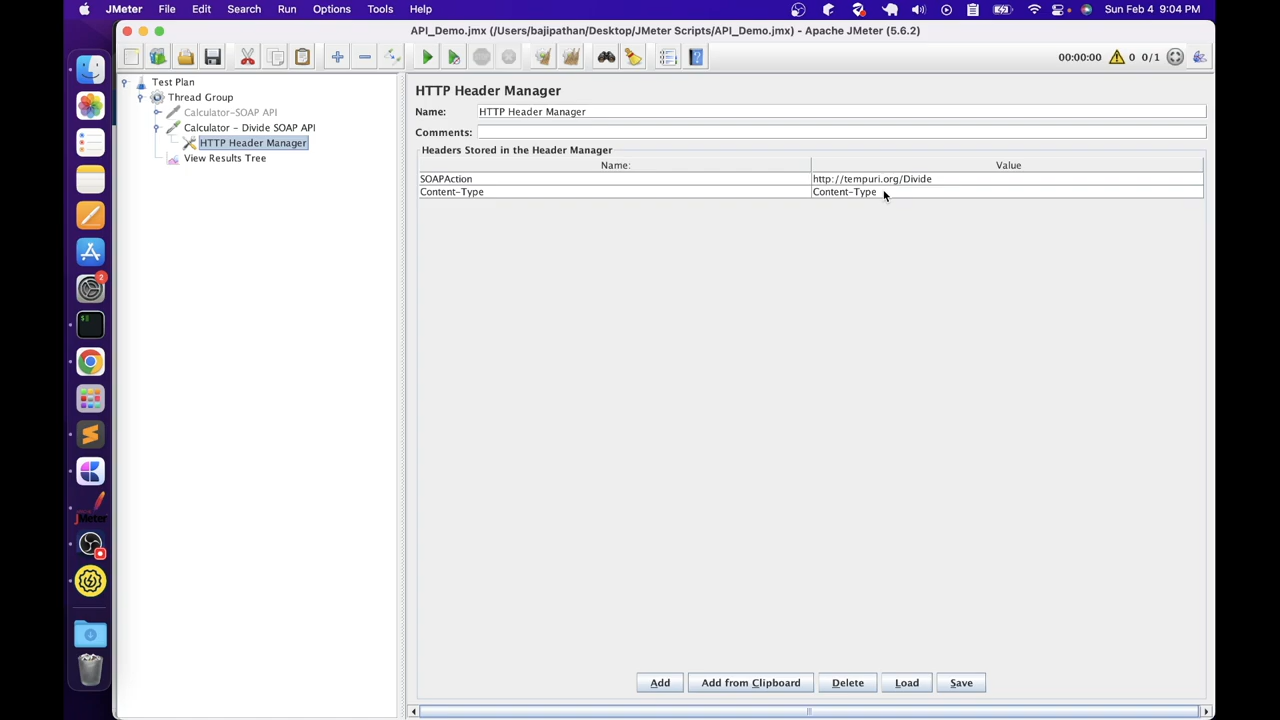 JMeter File Edit Search Run Options Tools Help Sun Feb 4 9:04 PM
API_Demo.jmx (/Users/bajipathan/Desktop/JMeter Scripts/API_Demo.jmx) - Apache JMeter (5.6.2)
00:00:00 0 0/1
Test Plan
Thread Group
Calculator-SOAP API
Calculator - Divide SOAP API
HTTP Header Manager
View Results Tree
HTTP Header Manager
Name: HTTP Header Manager
Comments:
Headers Stored in the Header Manager
Name: Value
SOAPAction http://tempuri.org/Divide
Content-Type Content-Type
Add Add from Clipboard Delete Load Save
2
$
JMeter